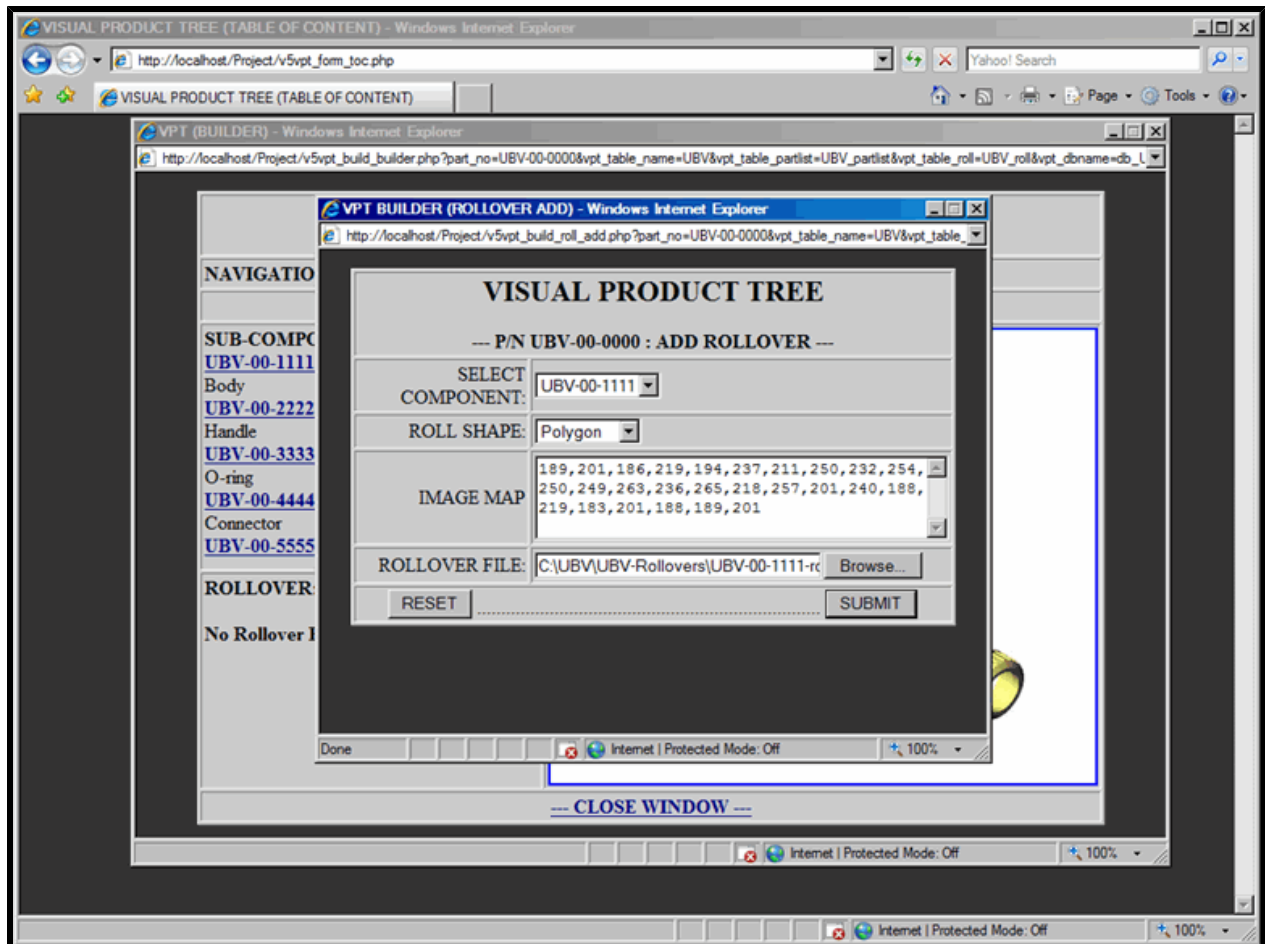 VISUAL PRODUCT TREE (TABLE OF CONTENT) - Windows Internet Explorer
http://localhost/Project/v5vpt_form_toc.php
Yahoo! Search
VISUAL PRODUCT TREE (TABLE OF CONTENT)
Page
Tools
VPT (BUILDER) - Windows Internet Explorer
http://localhost/Project/v5vpt_build_builder.php?part_no=UBV-00-0000&vpt_table_name=UBV&vpt_table_partlist=UBV_partlist&vpt_table_roll=UBV_roll&vpt_dbname=db_U
VPT BUILDER (ROLLOVER ADD) - Windows Internet Explorer
http://localhost/Project/v5vpt_build_roll_add.php?part_no=UBV-00-0000&vpt_table_name=UBV&vpt_table_
NAVIGATIO
SUB-COMPO
UBV-00-1111
Body
UBV-00-2222
Handle
UBV-00-3333
O-ring
UBV-00-4444
Connector
UBV-00-5555
ROLLOVER
No Rollover
VISUAL PRODUCT TREE
--- P/N UBV-00-0000 : ADD ROLLOVER ---
SELECT
COMPONENT:
UBV-00-1111
ROLL SHAPE:
Polygon
IMAGE MAP
189,201,186,219,194,237,211,250,232,254,
250,249,263,236,265,218,257,201,240,188,
219,183,201,188,189,201
ROLLOVER FILE:
C:\UBV\UBV-Rollovers\UBV-00-1111-ro
Browse...
RESET
SUBMIT
Done
Internet | Protected Mode: Off
100%
--- CLOSE WINDOW ---
Internet | Protected Mode: Off
100%
Internet | Protected Mode: Off
100%